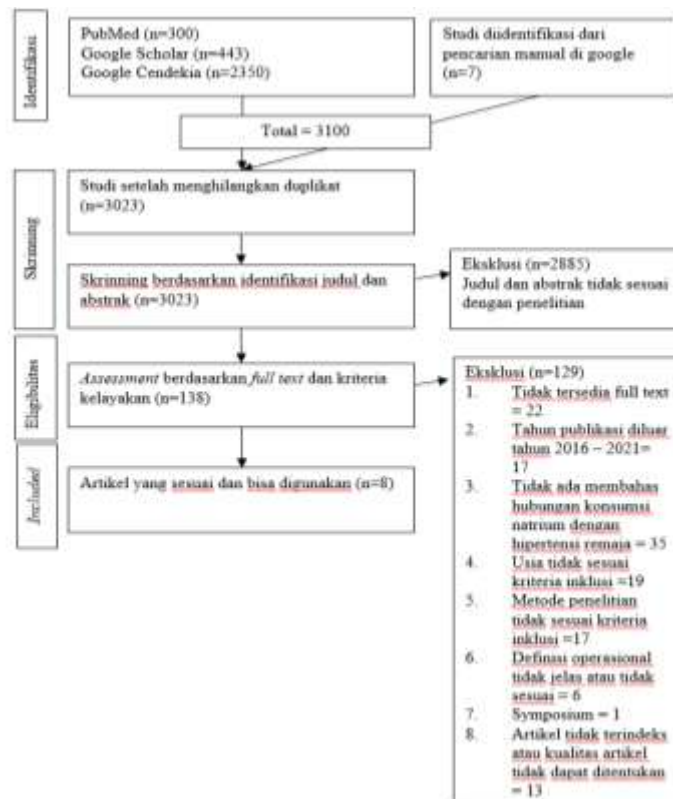 Identifikasi
PubMed (n=300)
Google Scholar (n=443)
Google Cendekia (n=2350)
Studi diidentifikasi dari
pencarian manual di google
(n=7)
Total = 3100
Skrinning
Studi setelah menghilangkan duplikat
(n=3023)
Skrinning berdasarkan identifikasi judul dan
abstrak (n=3023)
Eksklusi (n=2885)
Judul dan abstrak tidak sesuai
dengan penelitian
Eligibilitas
Assessment berdasarkan full text dan kriteria
kelayakan (n=138)
Eksklusi (n=129)
1. Tidak tersedia full text
= 22
2. Tahun publikasi diluar
tahun 2016 – 2021=
17
3. Tidak ada membahas
hubungan konsumsi
natrium dengan
hipertensi remaja = 35
4. Usia tidak sesuai
kriteria inklusi =19
5. Metode penelitian
tidak sesuai kriteria
inklusi =17
6. Definisi operasional
tidak jelas atau tidak
sesuai = 6
7. Symposium = 1
8. Artikel tidak terindeks
atau kualitas artikel
tidak dapat ditentukan
= 13
Included
Artikel yang sesuai dan bisa digunakan (n=8)